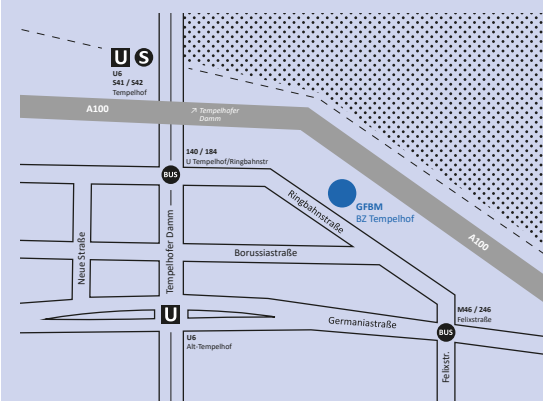 U S
U6
S41 / S42
Tempelhof
A100
↗ Tempelhofer
Damm
140 / 184
U Tempelhof/Ringbahnstr
BUS
Ringbahnstraße
GFBM
BZ Tempelhof
Neue Straße
Tempelhofer Damm
Borussiastraße
A100
U
Germaniastraße
M46 / 246
Felixstraße
BUS
U6
Alt-Tempelhof
Felixstr.